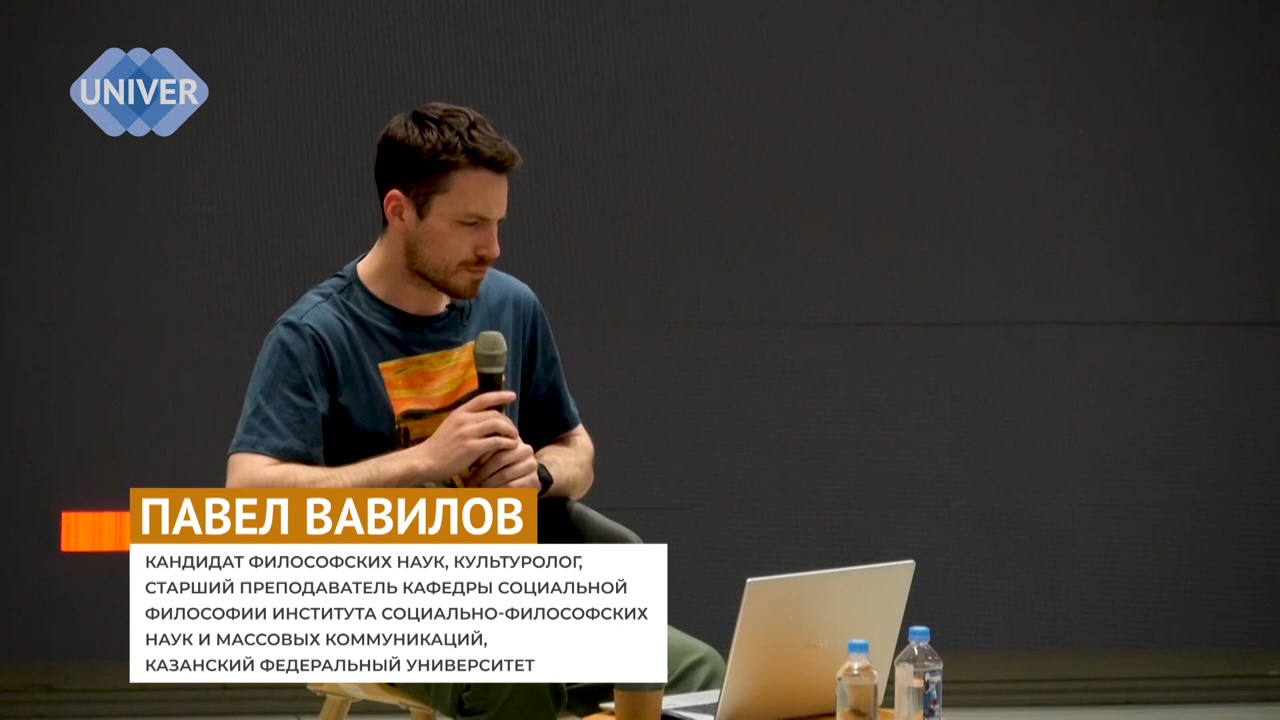 UNIVER
ПАВЕЛ ВАВИЛОВ
КАНДИДАТ ФИЛОСОФСКИХ НАУК, КУЛЬТУРОЛОГ,
СТАРШИЙ ПРЕПОДАВАТЕЛЬ КАФЕДРЫ СОЦИАЛЬНОЙ
ФИЛОСОФИИ ИНСТИТУТА СОЦИАЛЬНО-ФИЛОСОФСКИХ
НАУК И МАССОВЫХ КОММУНИКАЦИЙ,
КАЗАНСКИЙ ФЕДЕРАЛЬНЫЙ УНИВЕРСИТЕТ